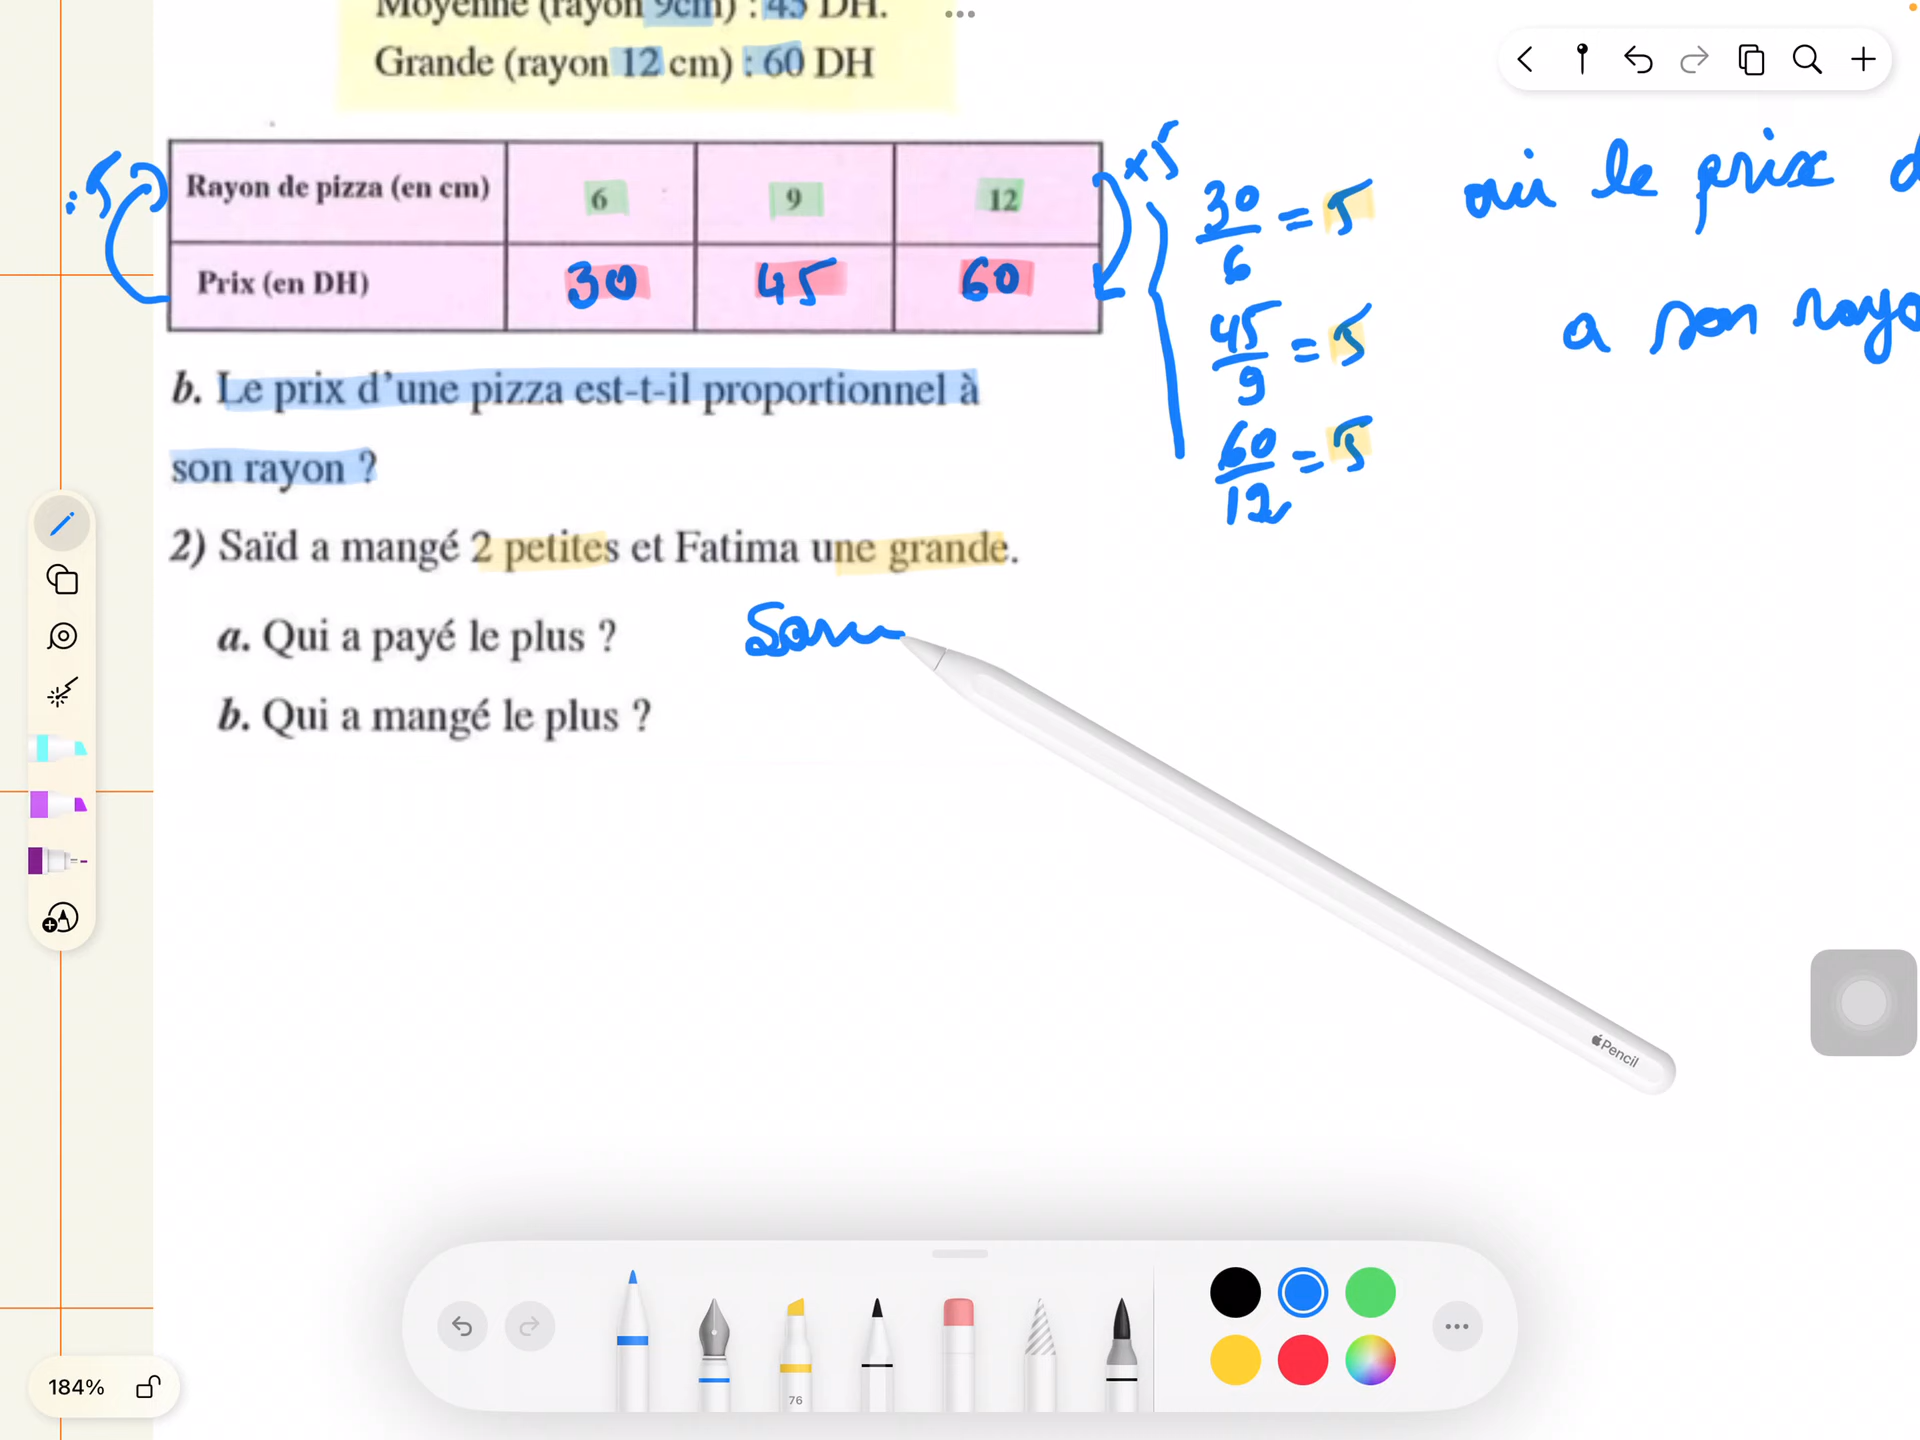 Moyenne (rayon 9cm) : 45 DH.
Grande (rayon 12 cm) : 60 DH
:5
Rayon de pizza (en cm) 6 9 12
Prix (en DH) 30 45 60
x5
30/6 = 5
45/9 = 5
60/12 = 5
oui le prix d
a son rayo
b. Le prix d'une pizza est-t-il proportionnel à
son rayon ?
2) Saïd a mangé 2 petites et Fatima une grande.
a. Qui a payé le plus ?
b. Qui a mangé le plus ?
Pencil
76
184%